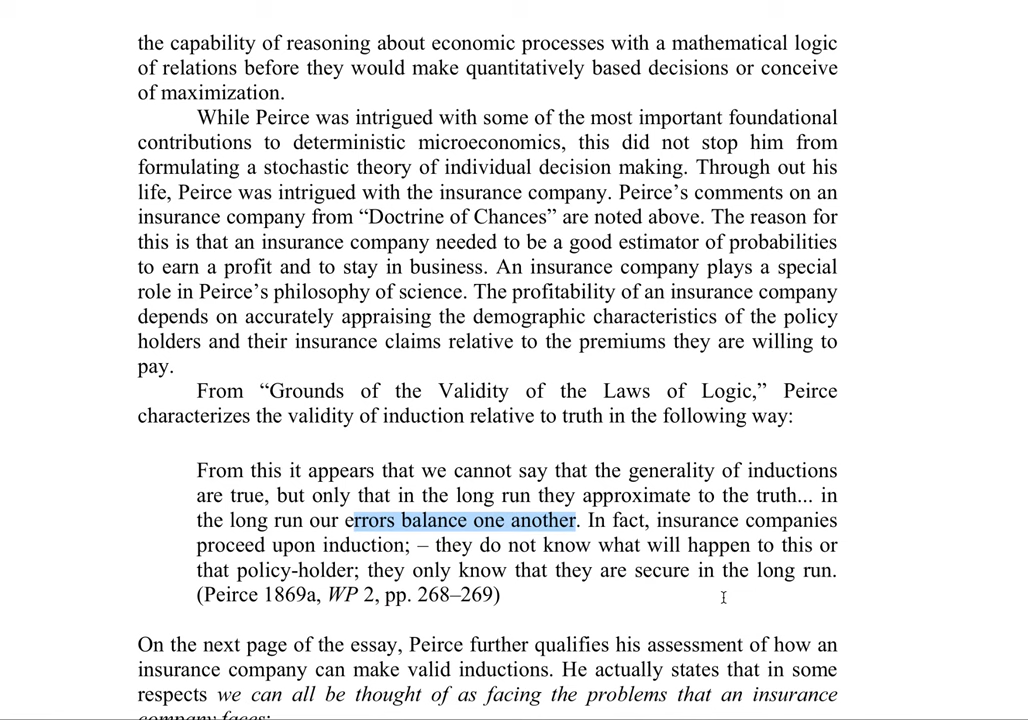 the capability of reasoning about economic processes with a mathematical logic
of relations before they would make quantitatively based decisions or conceive
of maximization.
While Peirce was intrigued with some of the most important foundational
contributions to deterministic microeconomics, this did not stop him from
formulating a stochastic theory of individual decision making. Through out his
life, Peirce was intrigued with the insurance company. Peirce’s comments on an
insurance company from “Doctrine of Chances” are noted above. The reason for
this is that an insurance company needed to be a good estimator of probabilities
to earn a profit and to stay in business. An insurance company plays a special
role in Peirce’s philosophy of science. The profitability of an insurance company
depends on accurately appraising the demographic characteristics of the policy
holders and their insurance claims relative to the premiums they are willing to
pay.
From “Grounds of the Validity of the Laws of Logic,” Peirce
characterizes the validity of induction relative to truth in the following way:
From this it appears that we cannot say that the generality of inductions
are true, but only that in the long run they approximate to the truth... in
the long run our errors balance one another. In fact, insurance companies
proceed upon induction; – they do not know what will happen to this or
that policy-holder; they only know that they are secure in the long run.
(Peirce 1869a, WP 2, pp. 268–269)
On the next page of the essay, Peirce further qualifies his assessment of how an
insurance company can make valid inductions. He actually states that in some
respects we can all be thought of as facing the problems that an insurance
company faces: